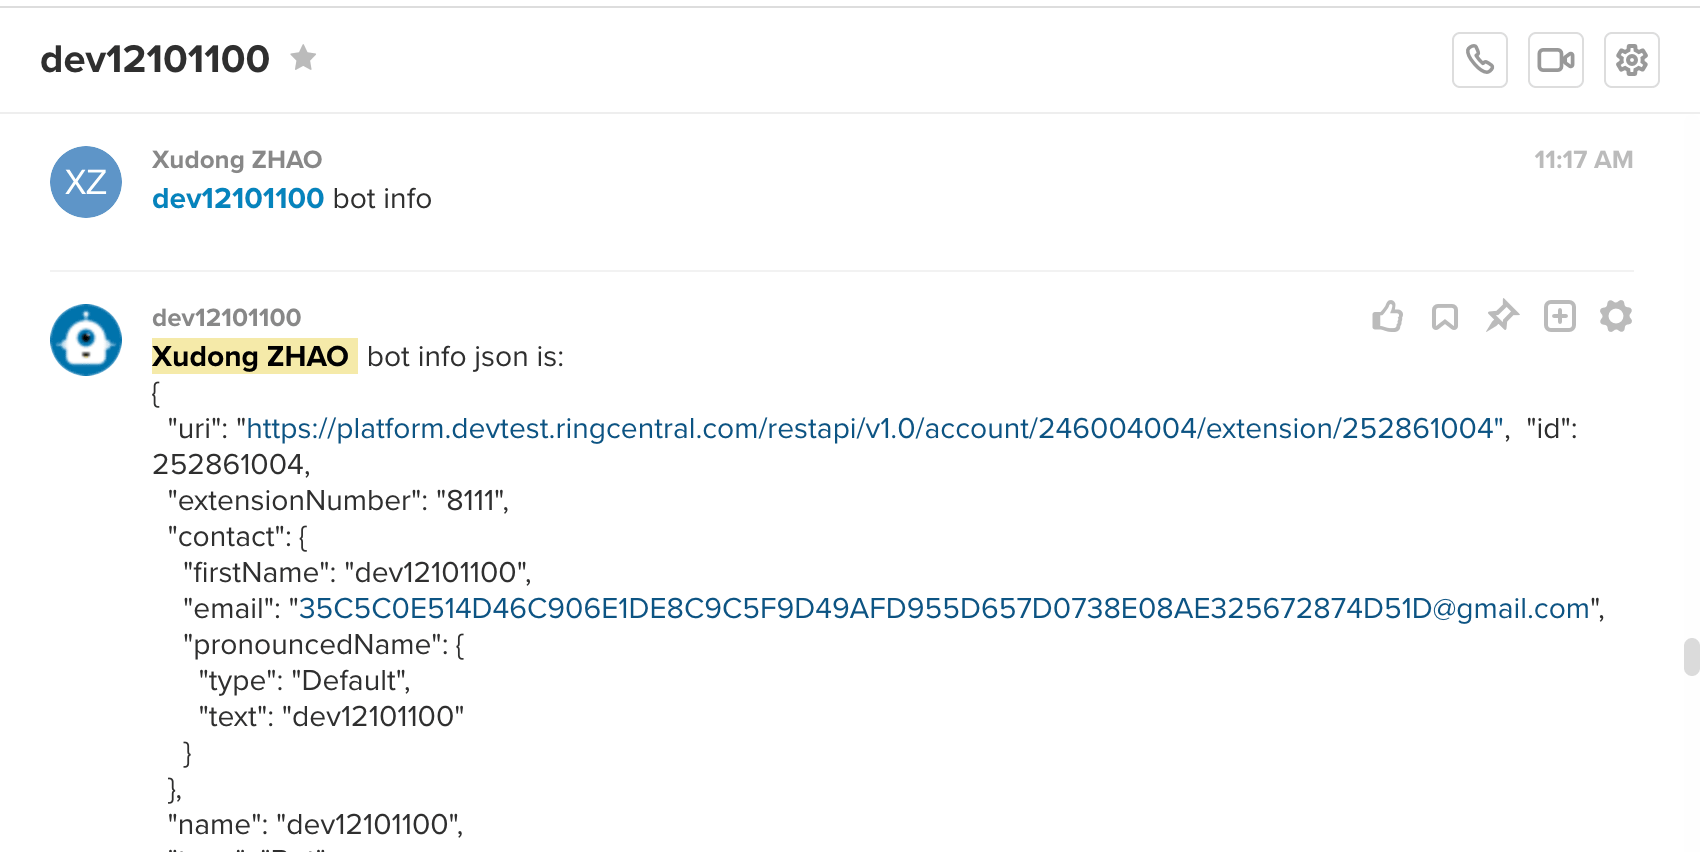 dev12101100
XZ
Xudong ZHAO
11:17 AM
dev12101100 bot info
dev12101100
Xudong ZHAO bot info json is:
{
"uri": "https://platform.devtest.ringcentral.com/restapi/v1.0/account/246004004/extension/252861004", "id":
252861004,
"extensionNumber": "8111",
"contact": {
"firstName": "dev12101100",
"email": "35C5C0E514D46C906E1DE8C9C5F9D49AFD955D657D0738E08AE325672874D51D@gmail.com",
"pronouncedName": {
"type": "Default",
"text": "dev12101100"
}
},
"name": "dev12101100",